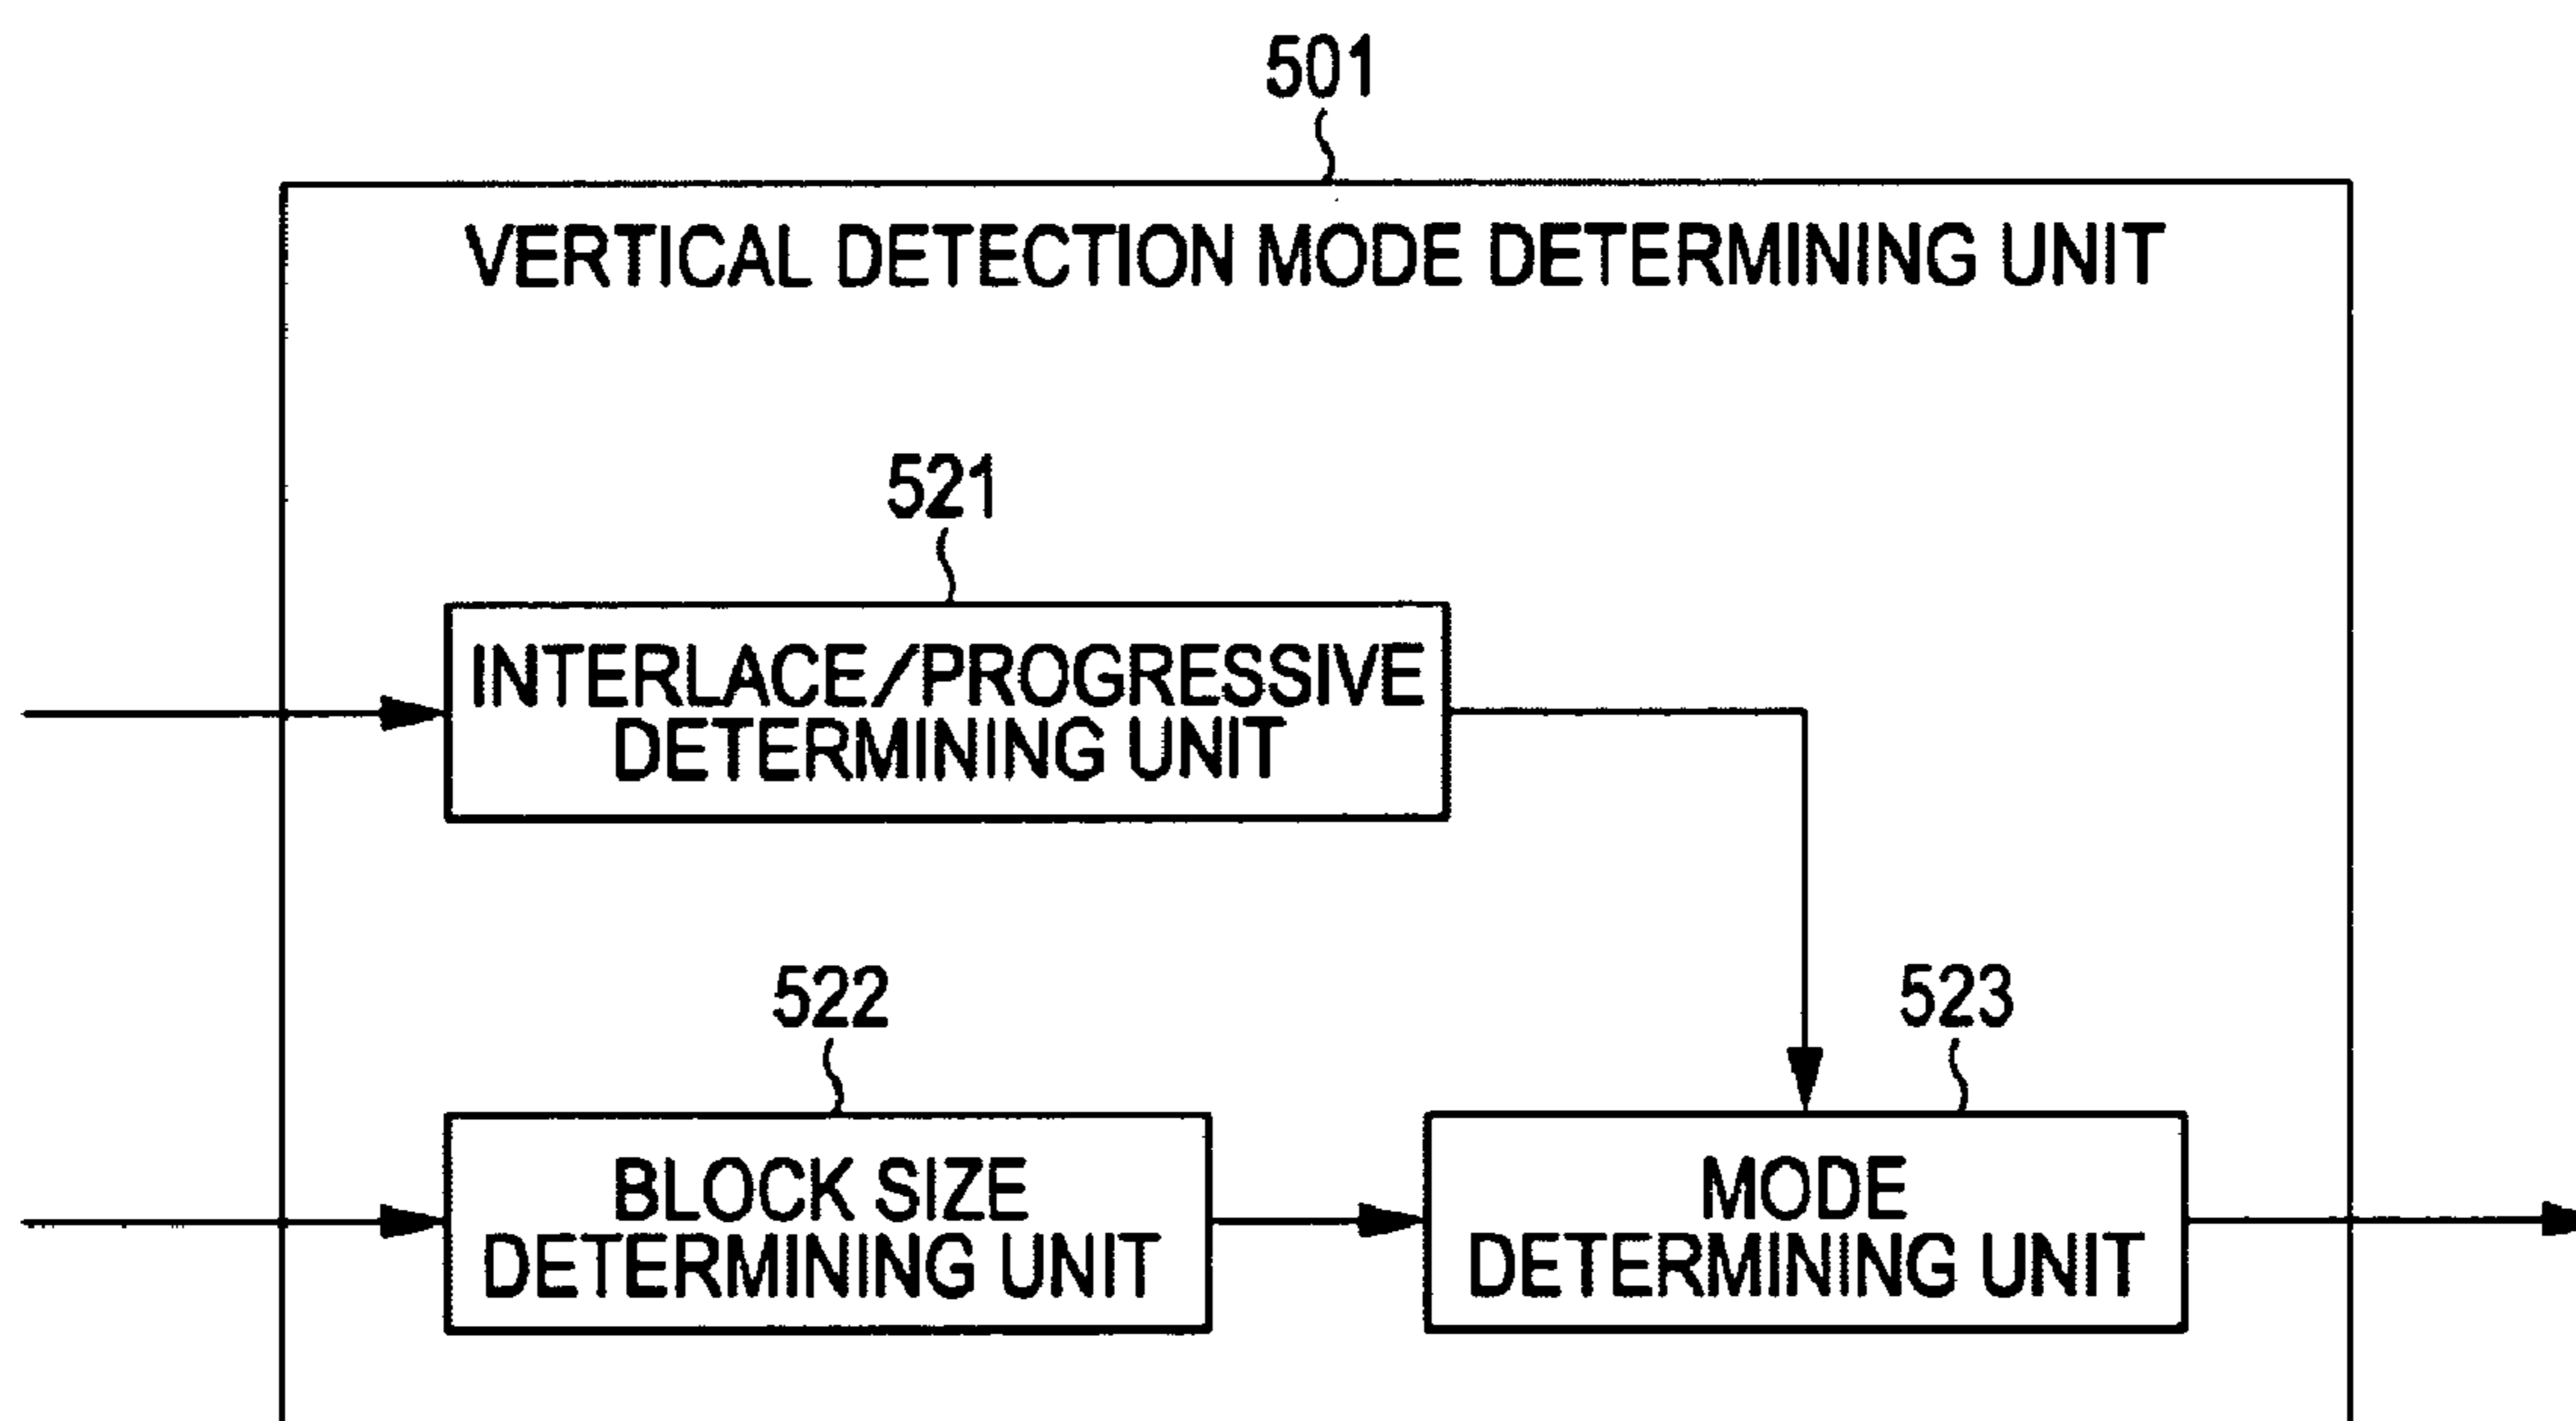 501
VERTICAL DETECTION MODE DETERMINING UNIT
521
INTERLACE/PROGRESSIVE
DETERMINING UNIT
522
BLOCK SIZE
DETERMINING UNIT
523
MODE
DETERMINING UNIT